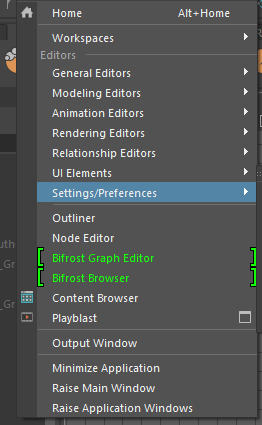 Home Alt+Home
Workspaces
Editors
General Editors
Modeling Editors
Animation Editors
Rendering Editors
Relationship Editors
UI Elements
Settings/Preferences
Outliner
Node Editor
Bifrost Graph Editor
Bifrost Browser
Content Browser
Playblast
Output Window
Minimize Application
Raise Main Window
Raise Application Windows